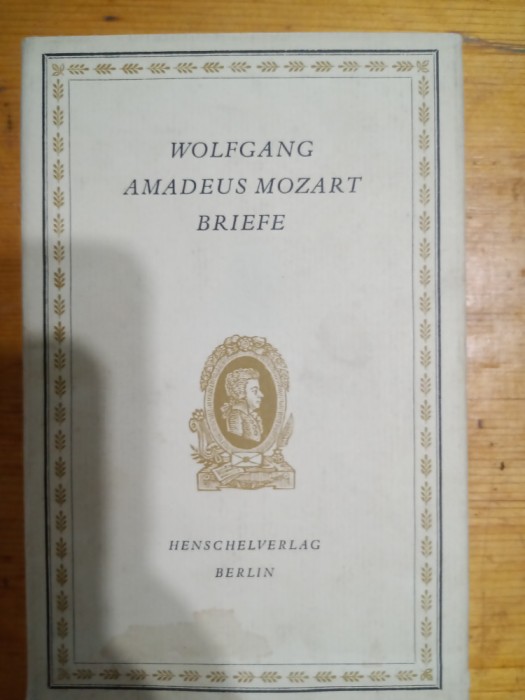 WOLFGANG
AMADEUS MOZART
BRIEFE
HENSCHELVERLAG
BERLIN